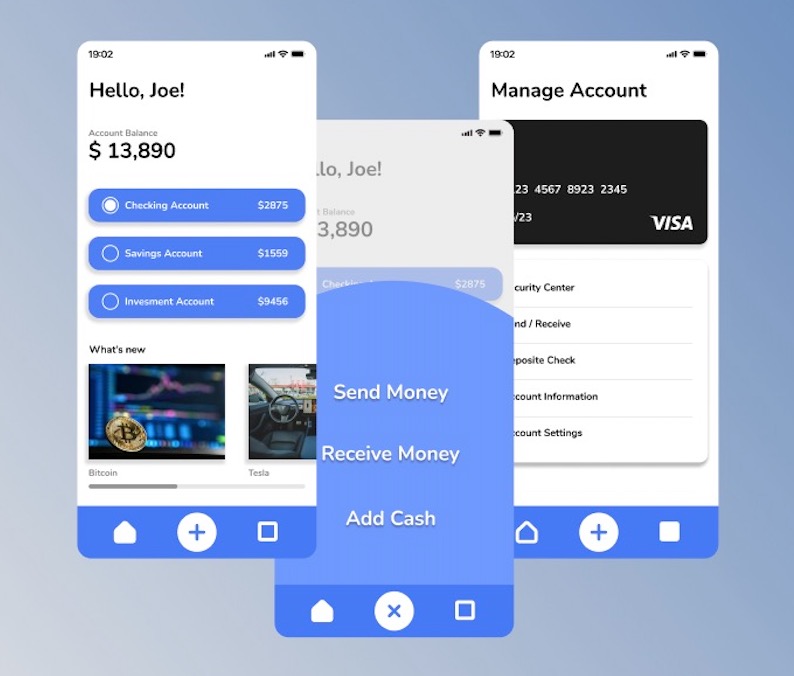 19:02
Hello, Joe!
Account Balance
$ 13,890
Checking Account $2875
Savings Account $1559
Invesment Account $9456
What's new
Bitcoin Tesla
llo, Joe!
t Balance
3,890
Checking A $2875
Send Money
Receive Money
Add Cash
19:02
Manage Account
23 4567 8923 2345
/23
VISA
curity Center
nd / Receive
eposite Check
count Information
count Settings